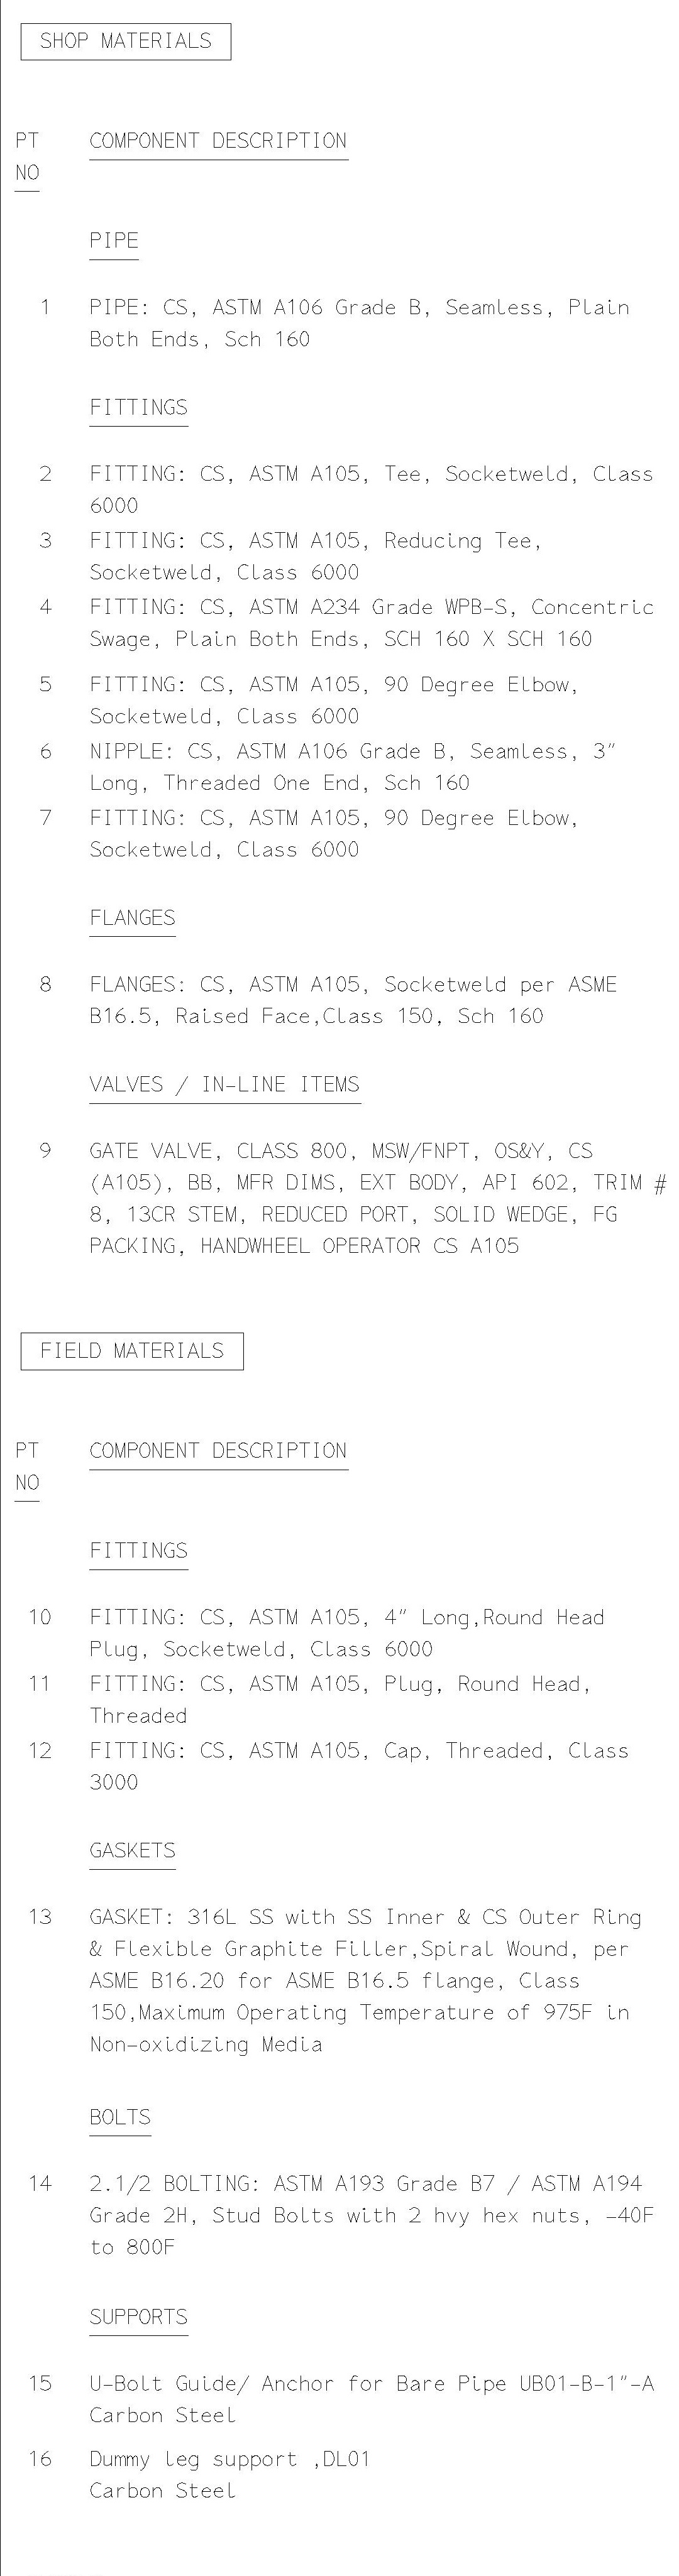 SHOP MATERIALS
PT COMPONENT DESCRIPTION
NO
PIPE
1 PIPE: CS, ASTM A106 Grade B, Seamless, Plain
Both Ends, Sch 160
FITTINGS
2 FITTING: CS, ASTM A105, Tee, Socketweld, Class
6000
3 FITTING: CS, ASTM A105, Reducing Tee,
Socketweld, Class 6000
4 FITTING: CS, ASTM A234 Grade WPB-S, Concentric
Swage, Plain Both Ends, SCH 160 X SCH 160
5 FITTING: CS, ASTM A105, 90 Degree Elbow,
Socketweld, Class 6000
6 NIPPLE: CS, ASTM A106 Grade B, Seamless, 3"
Long, Threaded One End, Sch 160
7 FITTING: CS, ASTM A105, 90 Degree Elbow,
Socketweld, Class 6000
FLANGES
8 FLANGES: CS, ASTM A105, Socketweld per ASME
B16.5, Raised Face,Class 150, Sch 160
VALVES / IN-LINE ITEMS
9 GATE VALVE, CLASS 800, MSW/FNPT, OS&Y, CS
(A105), BB, MFR DIMS, EXT BODY, API 602, TRIM #
8, 13CR STEM, REDUCED PORT, SOLID WEDGE, FG
PACKING, HANDWHEEL OPERATOR CS A105
FIELD MATERIALS
PT COMPONENT DESCRIPTION
NO
FITTINGS
10 FITTING: CS, ASTM A105, 4" Long,Round Head
Plug, Socketweld, Class 6000
11 FITTING: CS, ASTM A105, Plug, Round Head,
Threaded
12 FITTING: CS, ASTM A105, Cap, Threaded, Class
3000
GASKETS
13 GASKET: 316L SS with SS Inner & CS Outer Ring
& Flexible Graphite Filler,Spiral Wound, per
ASME B16.20 for ASME B16.5 flange, Class
150,Maximum Operating Temperature of 975F in
Non-oxidizing Media
BOLTS
14 2.1/2 BOLTING: ASTM A193 Grade B7 / ASTM A194
Grade 2H, Stud Bolts with 2 hvy hex nuts, -40F
to 800F
SUPPORTS
15 U-Bolt Guide/ Anchor for Bare Pipe UB01-B-1"-A
Carbon Steel
16 Dummy leg support ,DL01
Carbon Steel